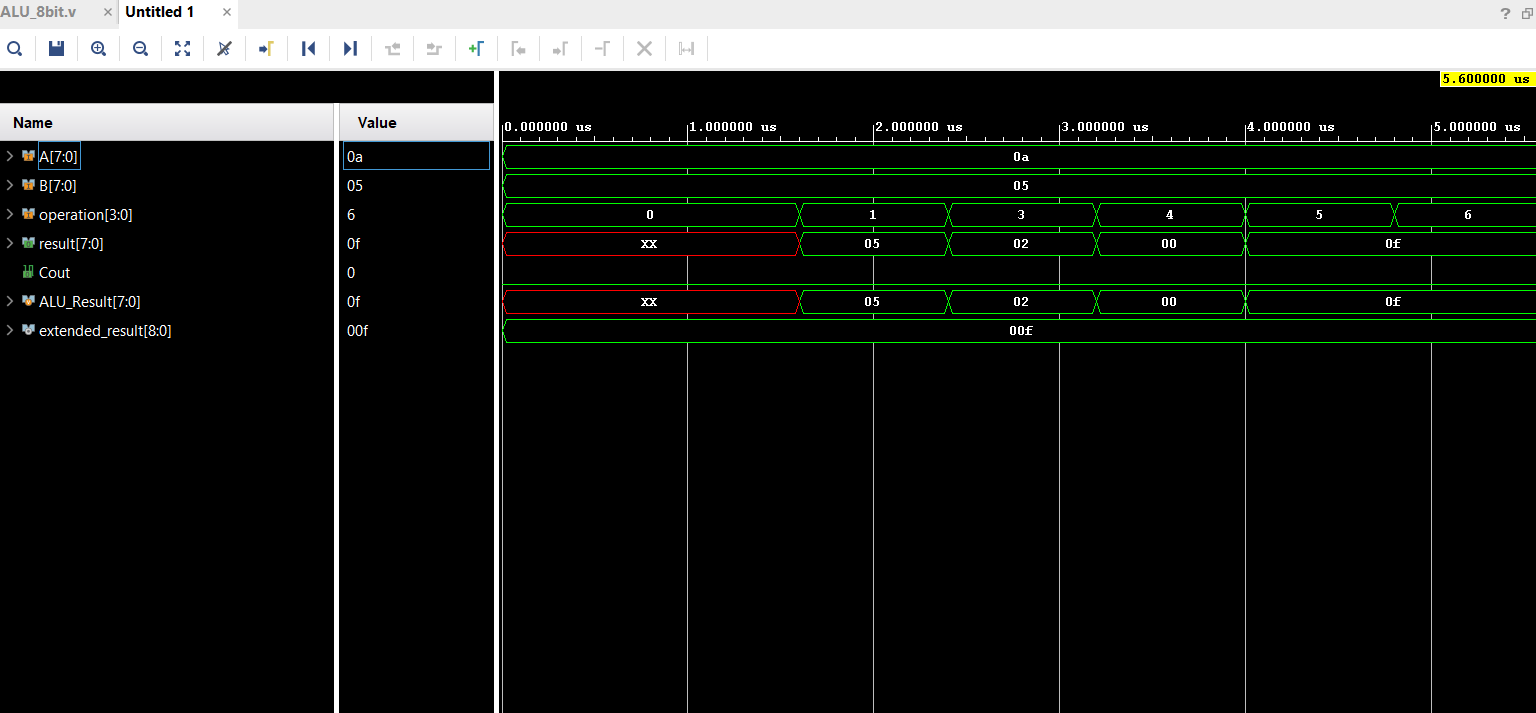 ALU_8bit.v × Untitled 1 × ?
5.600000 us
Name Value
0.000000 us 1.000000 us 2.000000 us 3.000000 us 4.000000 us 5.000000 us
A[7:0] 0a 0a
B[7:0] 05 05
operation[3:0] 6 0 1 3 4 5 6
result[7:0] 0f XX 05 02 00 0f
Cout 0
ALU_Result[7:0] 0f XX 05 02 00 0f
extended_result[8:0] 00f 00f